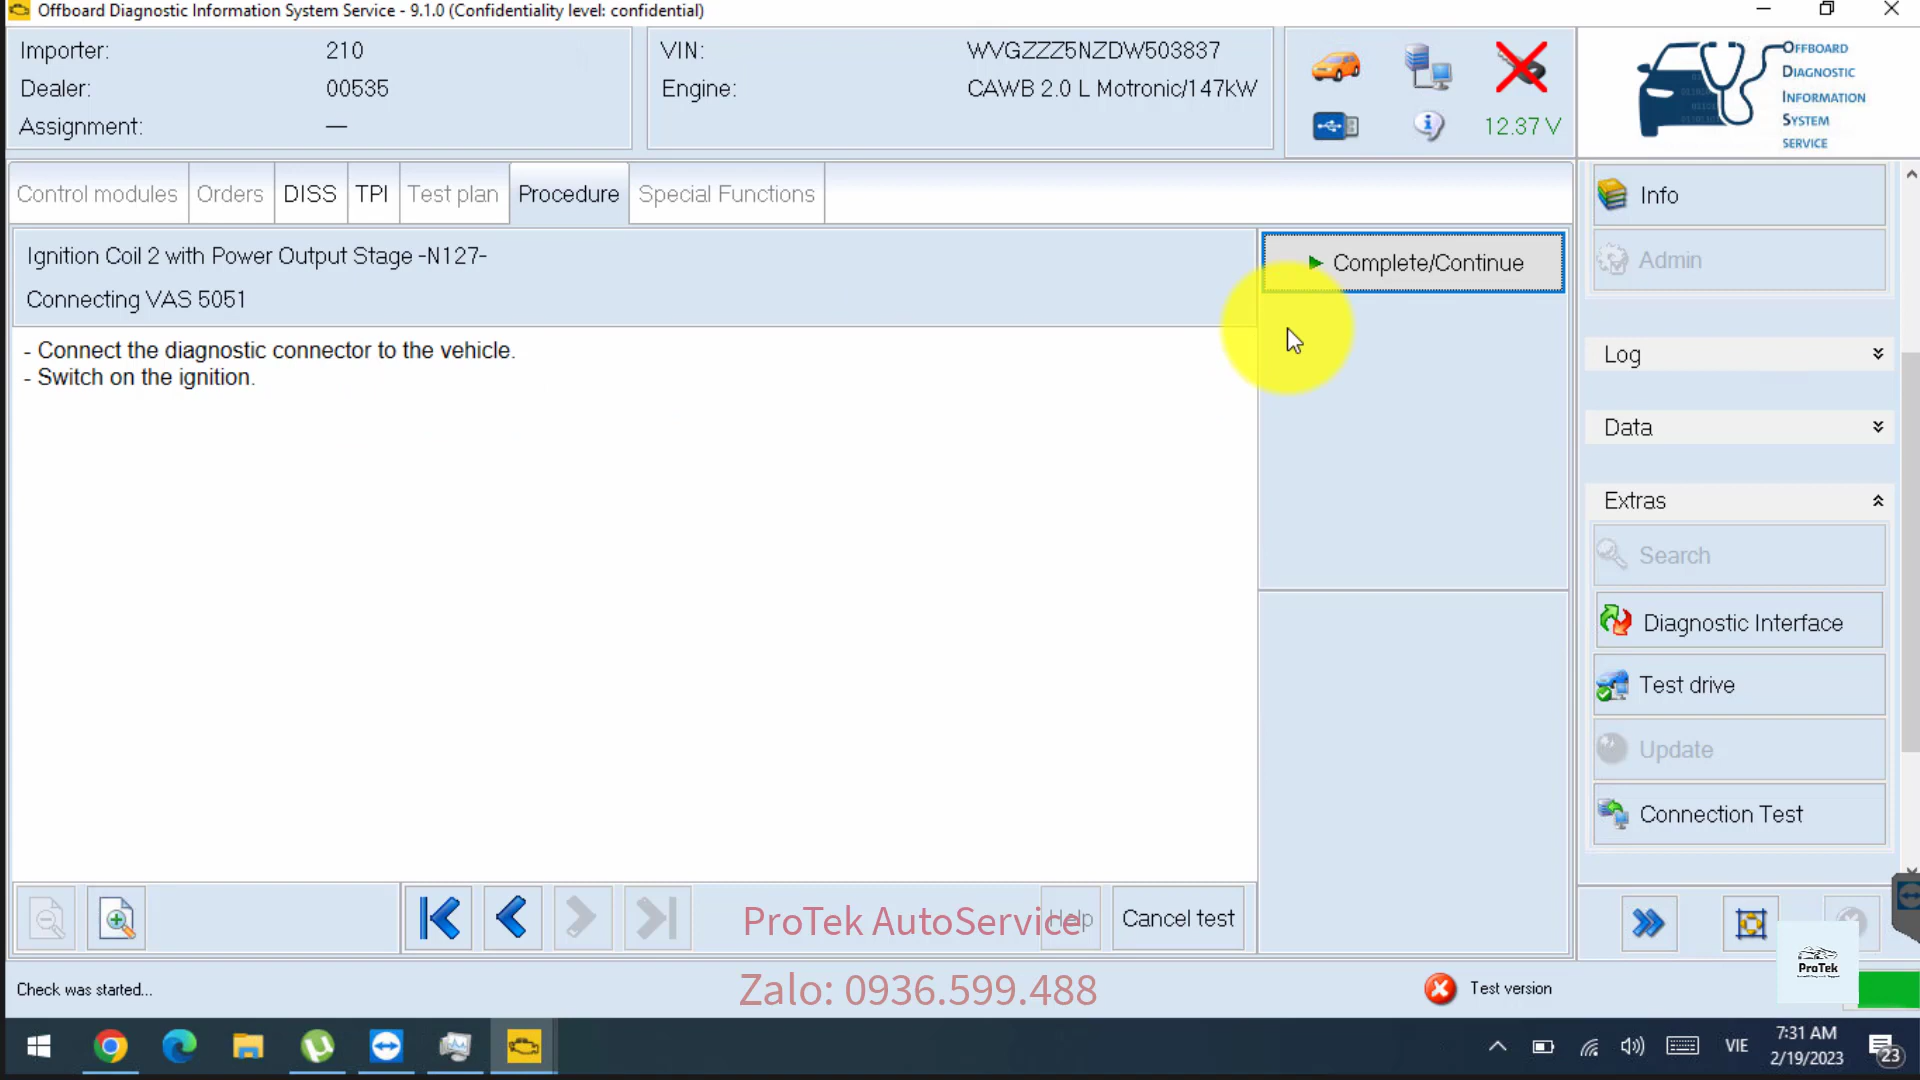 Offboard Diagnostic Information System Service - 9.1.0 (Confidentiality level: confidential)
Importer: 210
Dealer: 00535
Assignment: —
VIN: WVGZZZ5NZDW503837
Engine: CAWB 2.0 L Motronic/147kW
12.37 V
OFFBOARD
DIAGNOSTIC
INFORMATION
SYSTEM
SERVICE
Control modules Orders DISS TPI Test plan Procedure Special Functions
Ignition Coil 2 with Power Output Stage -N127-
Connecting VAS 5051
- Connect the diagnostic connector to the vehicle.
- Switch on the ignition.
Complete/Continue
Info
Admin
Log
Data
Extras
Search
Diagnostic Interface
Test drive
Update
Connection Test
Help
Cancel test
ProTek AutoService
Zalo: 0936.599.488
Check was started...
Test version
ProTek
VIE
7:31 AM
2/19/2023
23